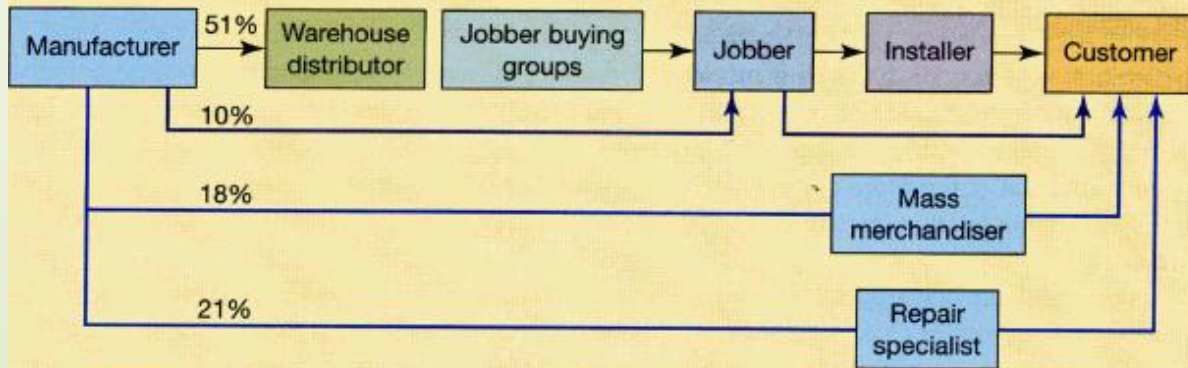 51%
Manufacturer
Warehouse
distributor
Jobber buying
groups
Jobber
Installer
Customer
10%
18%
Mass
merchandiser
21%
Repair
specialist